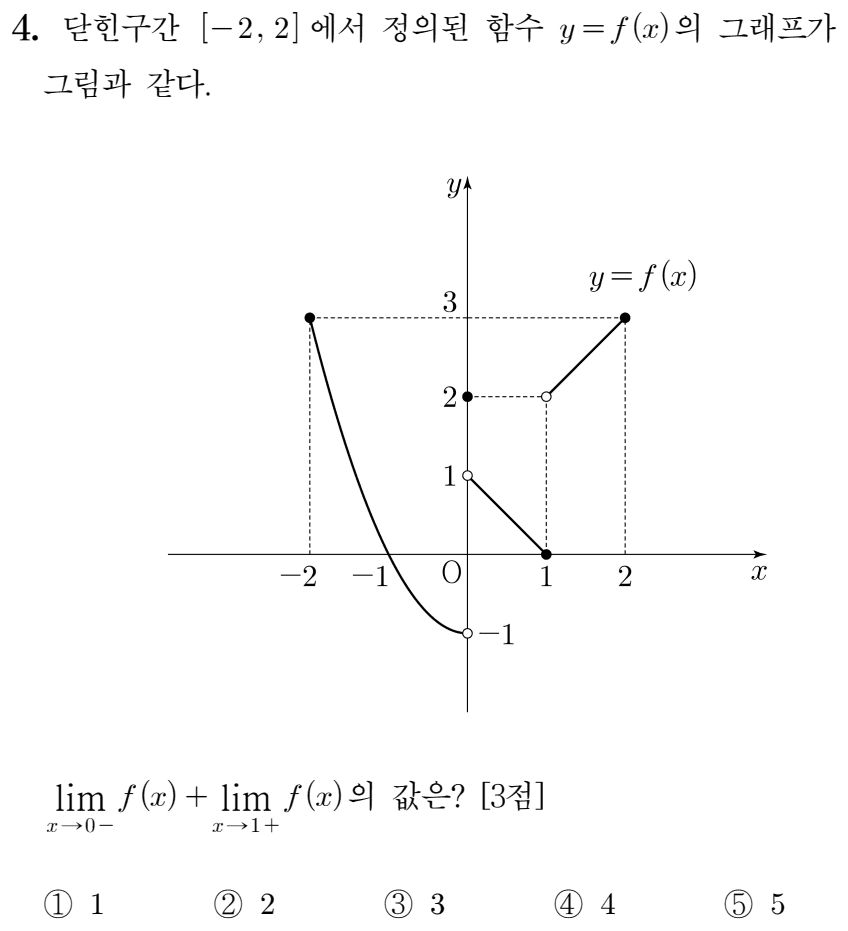 4. 닫힌구간 [-2, 2]에서 정의된 함수 y=f(x)의 그래프가
그림과 같다.
y
y=f(x)
3
2
1
-2 -1 O 1 2 x
-1
lim f(x)+lim f(x)의 값은? [3점]
x→0- x→1+
① 1 ② 2 ③ 3 ④ 4 ⑤ 5